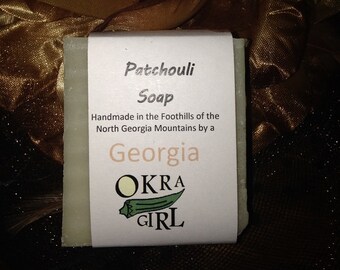 Patchouli
Soap
Handmade in the Foothills of the
North Georgia Mountains by a
Georgia
OKRA
GIRL